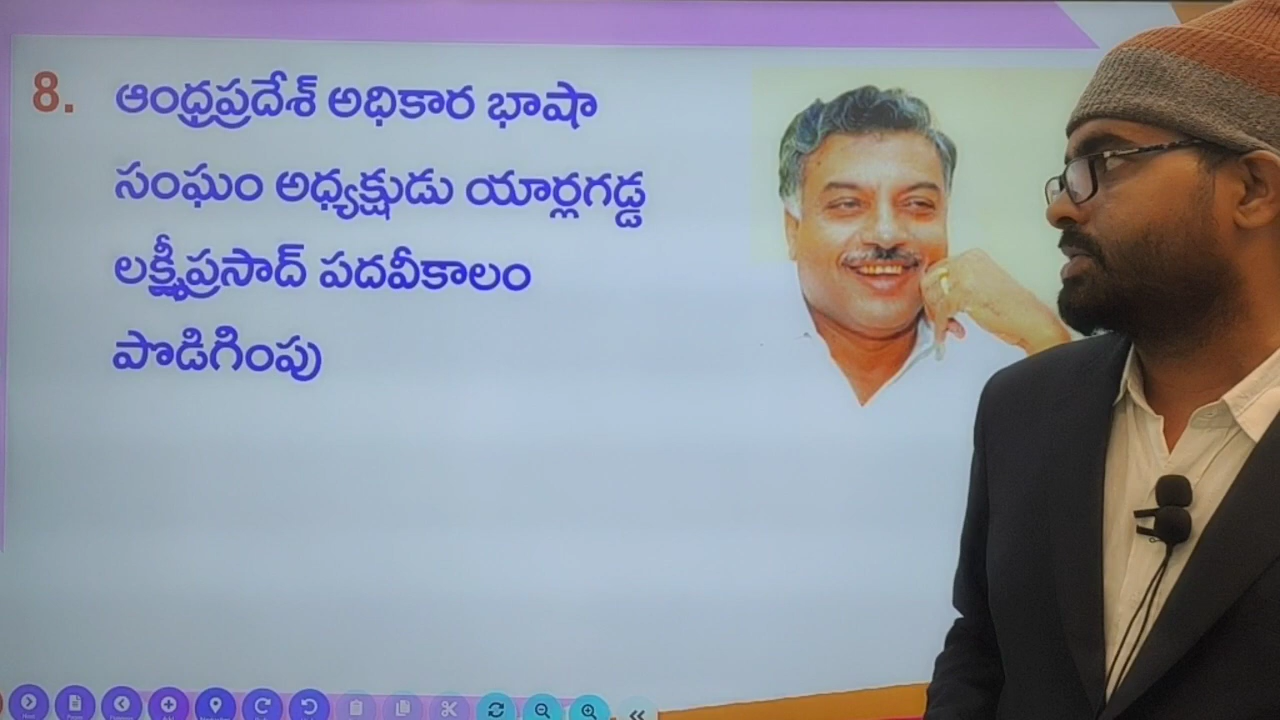 8. ఆంధ్రప్రదేశ్ అధికార భాషా
సంఘం అధ్యక్షుడు యార్లగడ్డ
లక్ష్మీప్రసాద్ పదవీకాలం
పొడిగింపు